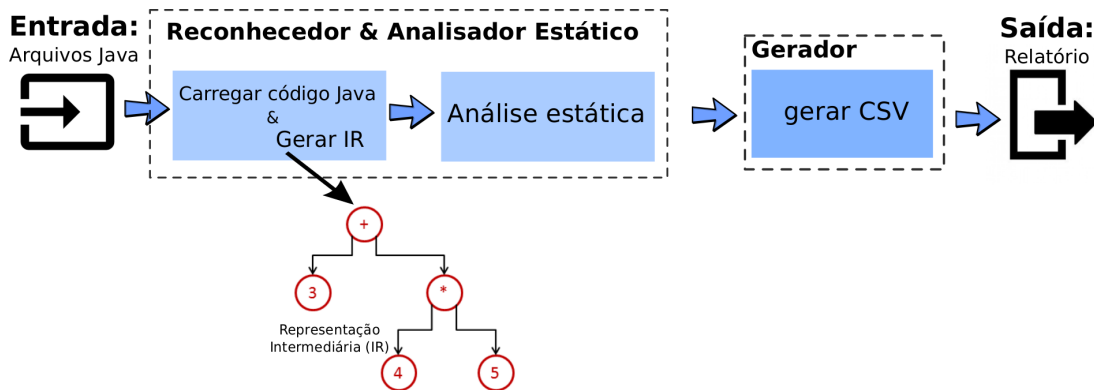 Entrada:
Arquivos Java
Reconhecedor & Analisador Estático
Carregar código Java
&
Gerar IR
Análise estática
Gerador
gerar CSV
Saída:
Relatório
+
3
*
Representação
Intermediária (IR)
4
5